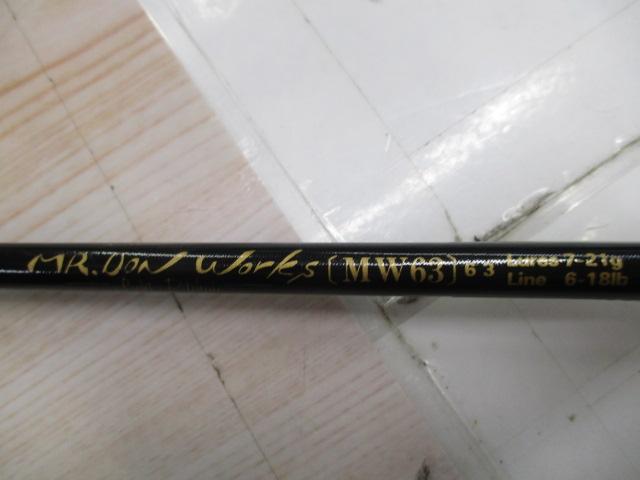 MR. DON Works [MW63] 6'3 Lures 7-21g
Line 6-18lb